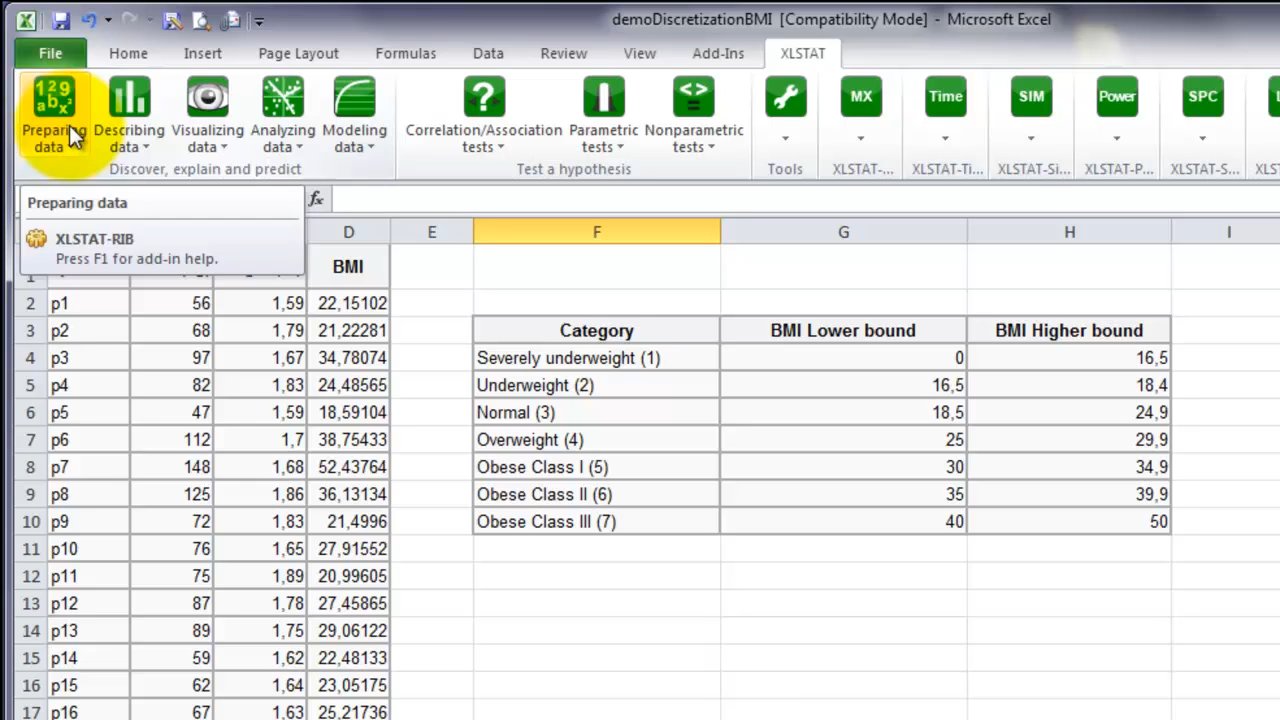 demoDiscretizationBMI [Compatibility Mode] - Microsoft Excel
File Home Insert Page Layout Formulas Data Review View Add-Ins XLSTAT
Preparing data Describing data Visualizing data Analyzing data Modeling data Correlation/Association tests Parametric tests Nonparametric tests MX Time SIM Power SPC
Discover, explain and predict Test a hypothesis Tools XLSTAT-... XLSTAT-Ti... XLSTAT-Si... XLSTAT-P... XLSTAT-S...
Preparing data
XLSTAT-RIB
Press F1 for add-in help.
fx
D E F G H I
1 BMI
2 p1 56 1,59 22,15102
3 p2 68 1,79 21,22281 Category BMI Lower bound BMI Higher bound
4 p3 97 1,67 34,78074 Severely underweight (1) 0 16,5
5 p4 82 1,83 24,48565 Underweight (2) 16,5 18,4
6 p5 47 1,59 18,59104 Normal (3) 18,5 24,9
7 p6 112 1,7 38,75433 Overweight (4) 25 29,9
8 p7 148 1,68 52,43764 Obese Class I (5) 30 34,9
9 p8 125 1,86 36,13134 Obese Class II (6) 35 39,9
10 p9 72 1,83 21,4996 Obese Class III (7) 40 50
11 p10 76 1,65 27,91552
12 p11 75 1,89 20,99605
13 p12 87 1,78 27,45865
14 p13 89 1,75 29,06122
15 p14 59 1,62 22,48133
16 p15 62 1,64 23,05175
17 p16 67 1,63 25,21736